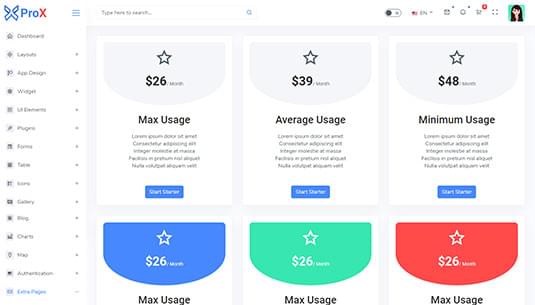 ProX
Type here to search...
EN
Dashboard
Layouts +
App Design +
Widget +
UI Elements +
Plugins +
Forms +
Table +
Icons +
Gallery +
Blog +
Charts +
Map +
Authentication +
Extra Pages −
$26/ Month
Max Usage
Lorem ipsum dolor sit amet
Consectetur adipiscing elit
Integer molestie at massa
Facilisis in pretium nisl aliquet
Nulla volutpat aliquam velit
Start Starter
$39/ Month
Average Usage
Lorem ipsum dolor sit amet
Consectetur adipiscing elit
Integer molestie at massa
Facilisis in pretium nisl aliquet
Nulla volutpat aliquam velit
Start Starter
$48/ Month
Minimum Usage
Lorem ipsum dolor sit amet
Consectetur adipiscing elit
Integer molestie at massa
Facilisis in pretium nisl aliquet
Nulla volutpat aliquam velit
Start Starter
$26/ Month
Max Usage
$26/ Month
Max Usage
$26/ Month
Max Usage